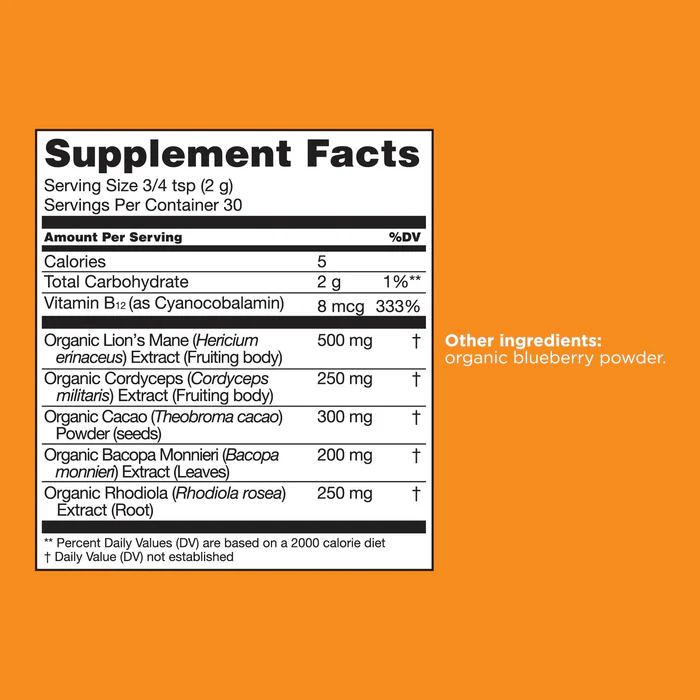 Supplement Facts
Serving Size 3/4 tsp (2 g)
Servings Per Container 30
Amount Per Serving %DV
Calories 5
Total Carbohydrate 2 g 1%**
Vitamin B12 (as Cyanocobalamin) 8 mcg 333%
Organic Lion's Mane (Hericium 500 mg †
erinaceus) Extract (Fruiting body)
Organic Cordyceps (Cordyceps 250 mg †
militaris) Extract (Fruiting body)
Organic Cacao (Theobroma cacao) 300 mg †
Powder (seeds)
Organic Bacopa Monnieri (Bacopa 200 mg †
monnieri) Extract (Leaves)
Organic Rhodiola (Rhodiola rosea) 250 mg †
Extract (Root)
** Percent Daily Values (DV) are based on a 2000 calorie diet
† Daily Value (DV) not established
Other ingredients:
organic blueberry powder.